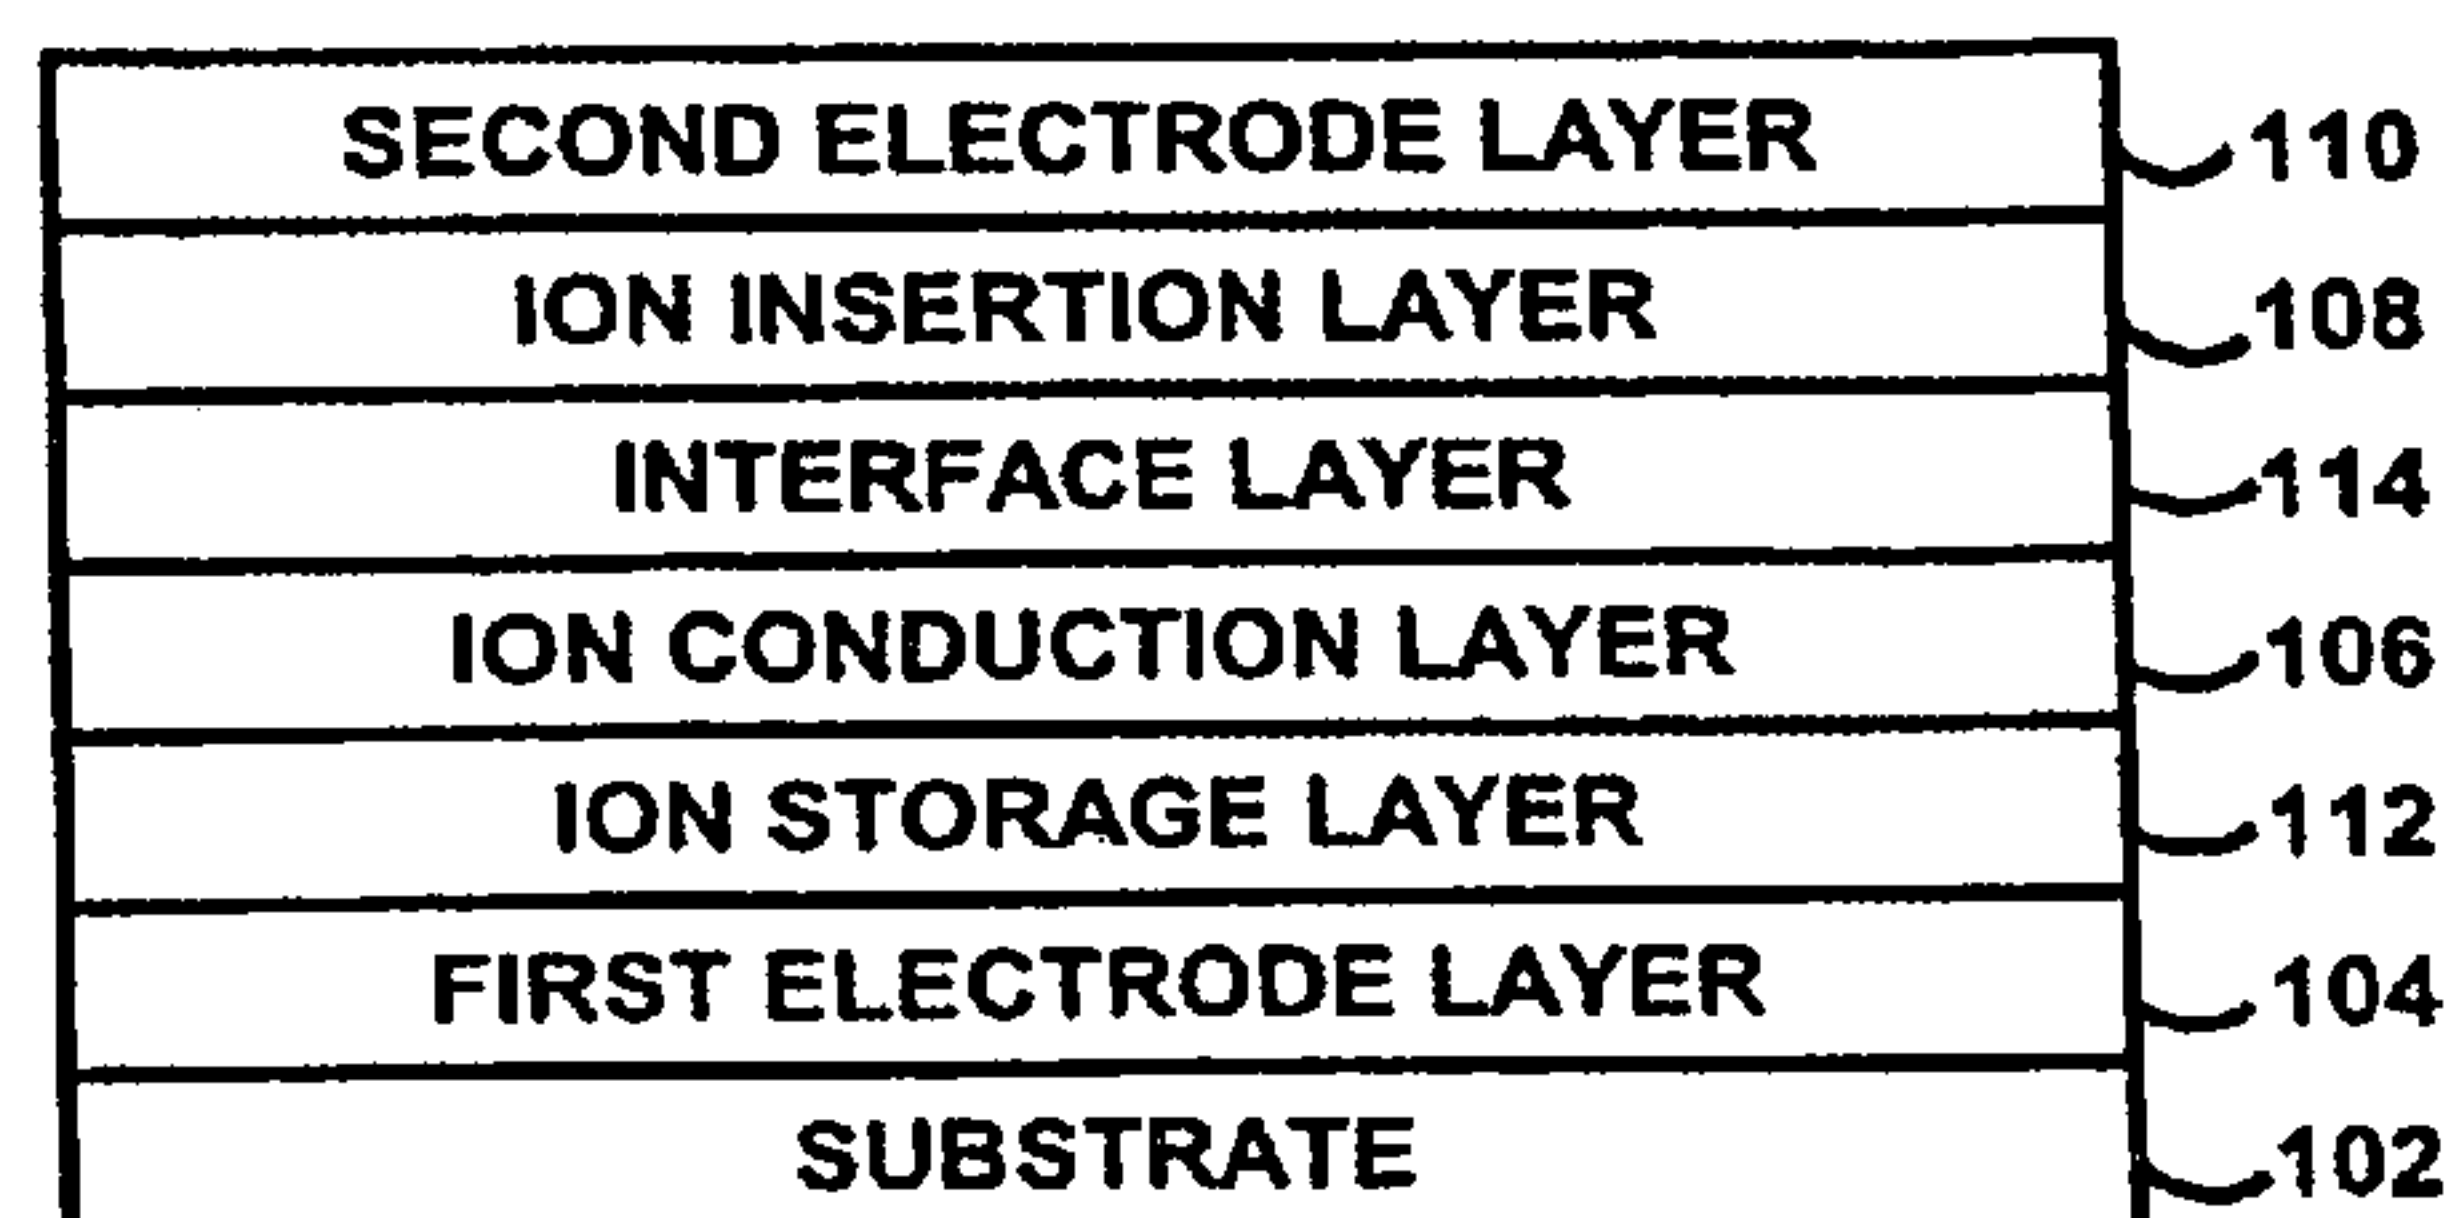 SECOND ELECTRODE LAYER 110
ION INSERTION LAYER 108
INTERFACE LAYER 114
ION CONDUCTION LAYER 106
ION STORAGE LAYER 112
FIRST ELECTRODE LAYER 104
SUBSTRATE 102